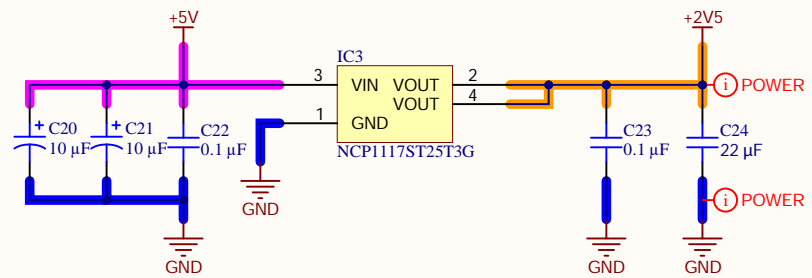 +5V
+2V5
IC3
3
VIN
VOUT
2
i
POWER
VOUT
4
1
GND
+
C20
10 µF
+
C21
10 µF
C22
0.1 µF
NCP1117ST25T3G
C23
0.1 µF
C24
22 µF
GND
i
POWER
GND
GND
GND